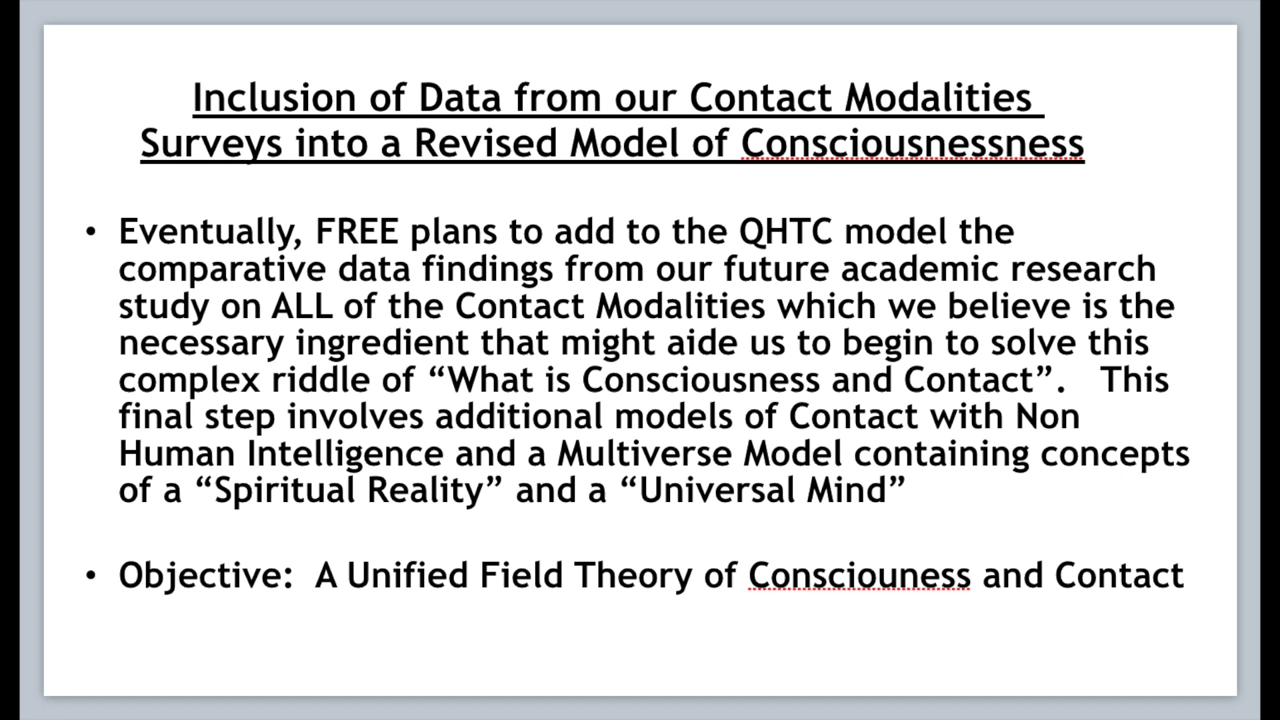 Inclusion of Data from our Contact Modalities
Surveys into a Revised Model of Consciousnessness
• Eventually, FREE plans to add to the QHTC model the
comparative data findings from our future academic research
study on ALL of the Contact Modalities which we believe is the
necessary ingredient that might aide us to begin to solve this
complex riddle of “What is Consciousness and Contact”.   This
final step involves additional models of Contact with Non
Human Intelligence and a Multiverse Model containing concepts
of a “Spiritual Reality” and a “Universal Mind”
• Objective:  A Unified Field Theory of Consciouness and Contact